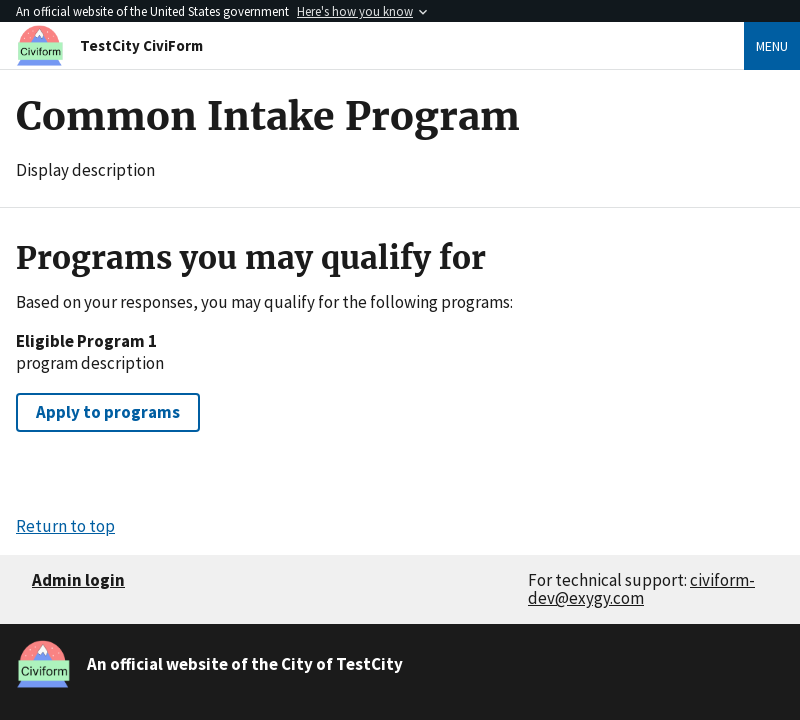 An official website of the United States government Here's how you know
Civiform
TestCity CiviForm
MENU
Common Intake Program
Display description
Programs you may qualify for
Based on your responses, you may qualify for the following programs:
Eligible Program 1
program description
Apply to programs
Return to top
Admin login
For technical support: civiform-
dev@exygy.com
Civiform
An official website of the City of TestCity